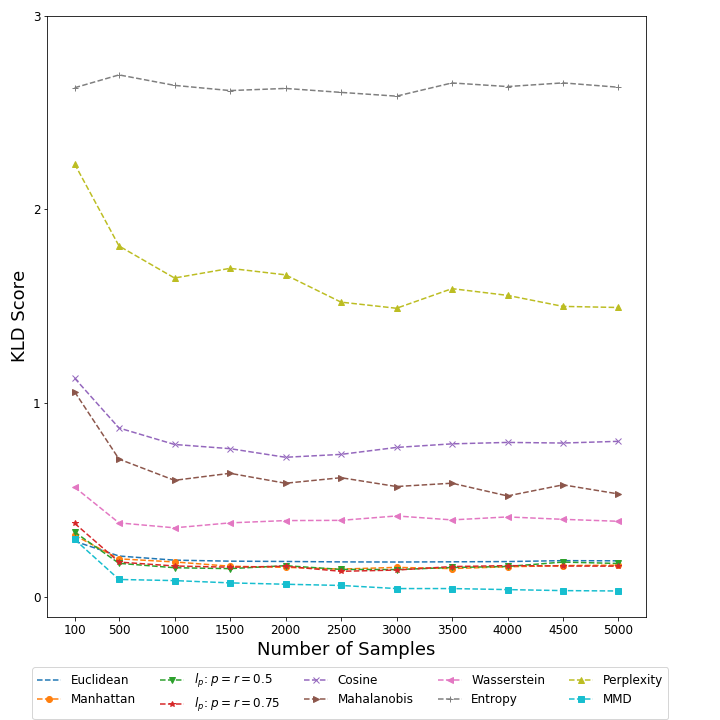 3
2
1
0
KLD Score
100 500 1000 1500 2000 2500 3000 3500 4000 4500 5000
Number of Samples
Euclidean l_p: p = r = 0.5 Cosine Wasserstein Perplexity
Manhattan l_p: p = r = 0.75 Mahalanobis Entropy MMD